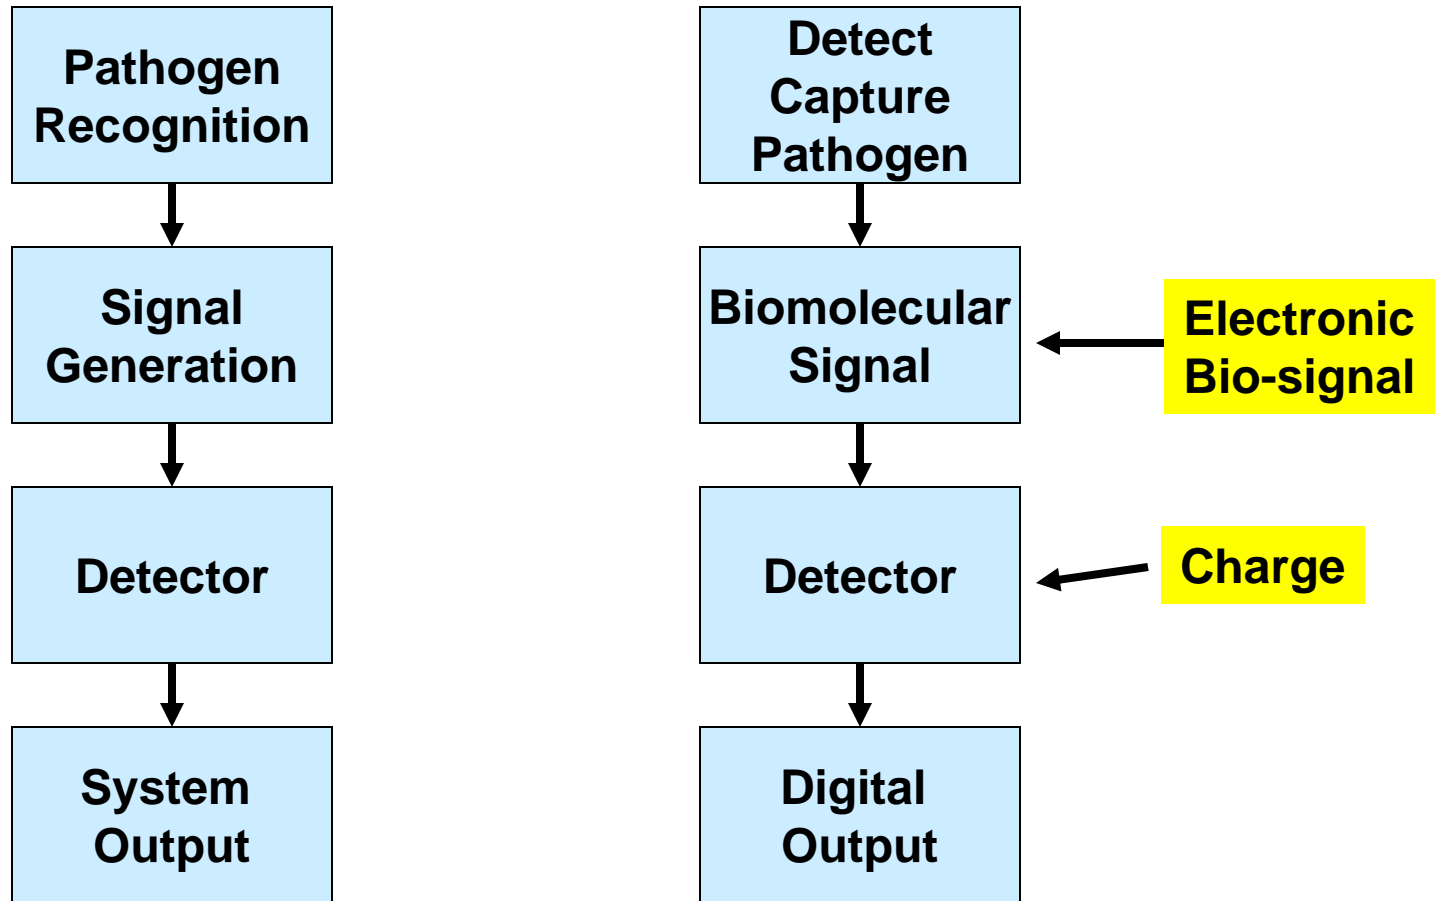 Pathogen
Recognition
Signal
Generation
Detector
System
Output
Detect
Capture
Pathogen
Biomolecular
Signal
Detector
Digital
Output
Electronic
Bio-signal
Charge